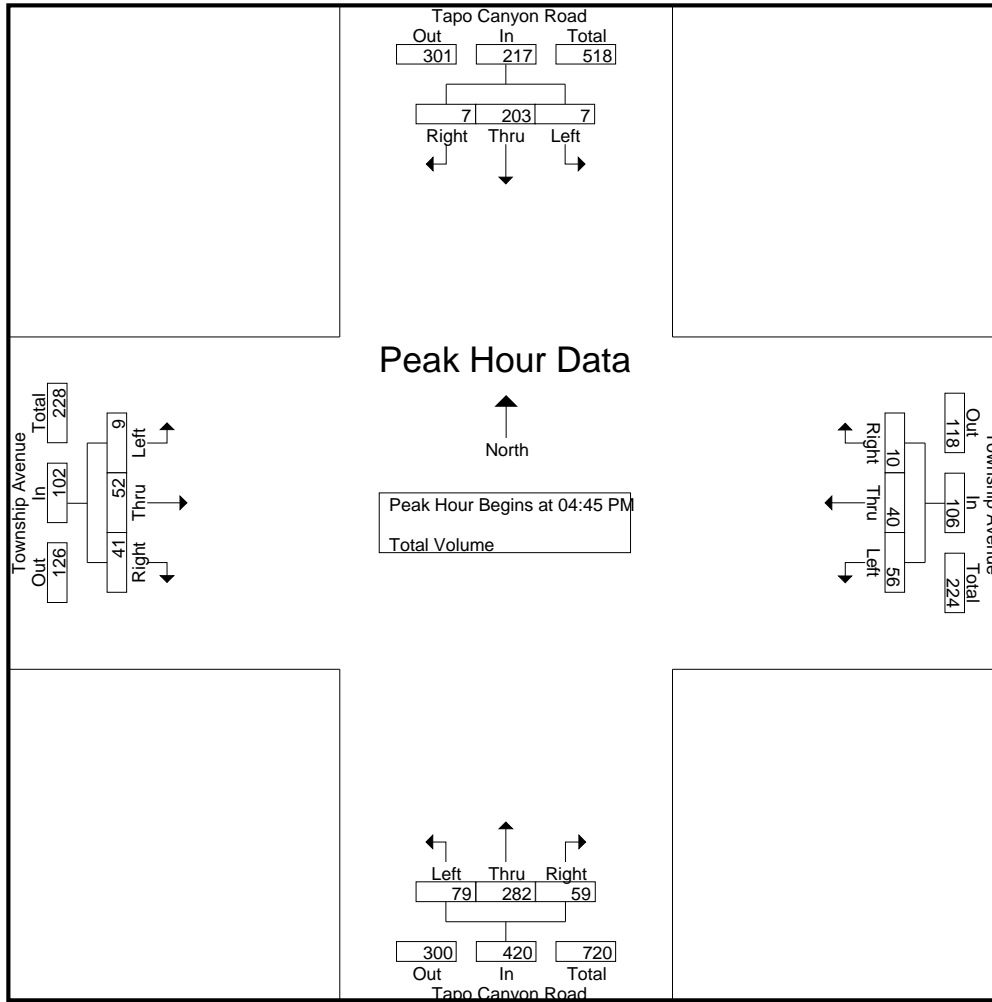 Tapo Canyon Road
Out In Total
301 217 518
7 203 7
Right Thru Left
Peak Hour Data
North
Peak Hour Begins at 04:45 PM
Total Volume
Township Avenue
Out In Total
126 102 228
41 52 9
Right Thru Left
Township Avenue
Out In Total
118 106 224
10 40 56
Right Thru Left
Left Thru Right
79 282 59
300 420 720
Out In Total
Tapo Canyon Road